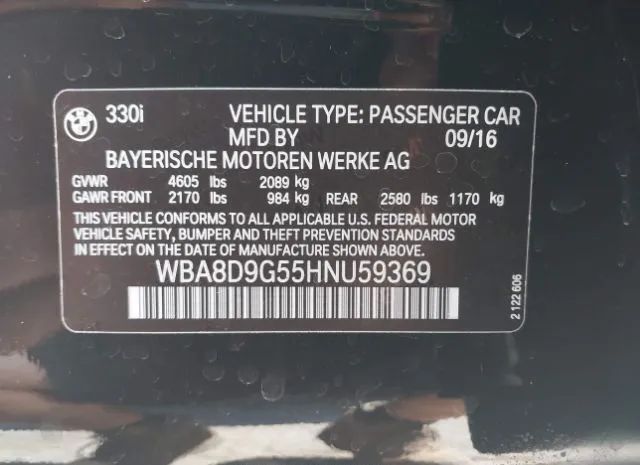 BMW
330i VEHICLE TYPE: PASSENGER CAR
MFD BY 09/16
BAYERISCHE MOTOREN WERKE AG
GVWR 4605 lbs 2089 kg
GAWR FRONT 2170 lbs 984 kg REAR 2580 lbs 1170 kg
THIS VEHICLE CONFORMS TO ALL APPLICABLE U.S. FEDERAL MOTOR
VEHICLE SAFETY, BUMPER AND THEFT PREVENTION STANDARDS
IN EFFECT ON THE DATE OF MANUFACTURE SHOWN ABOVE.
WBA8D9G55HNU59369
2 122 606